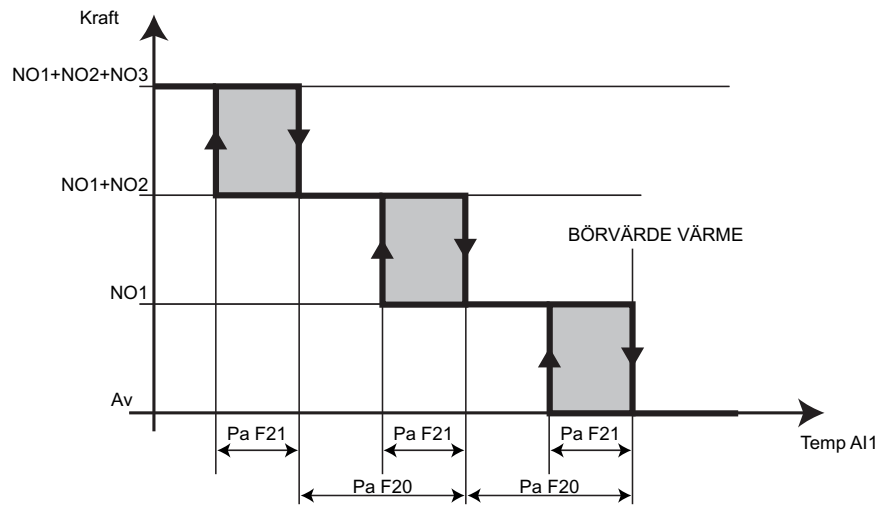 Kraft
NO1+NO2+NO3
NO1+NO2
BÖRVÄRDE VÄRME
NO1
Av
Pa F21
Pa F21
Pa F21
Temp AI1
Pa F20
Pa F20